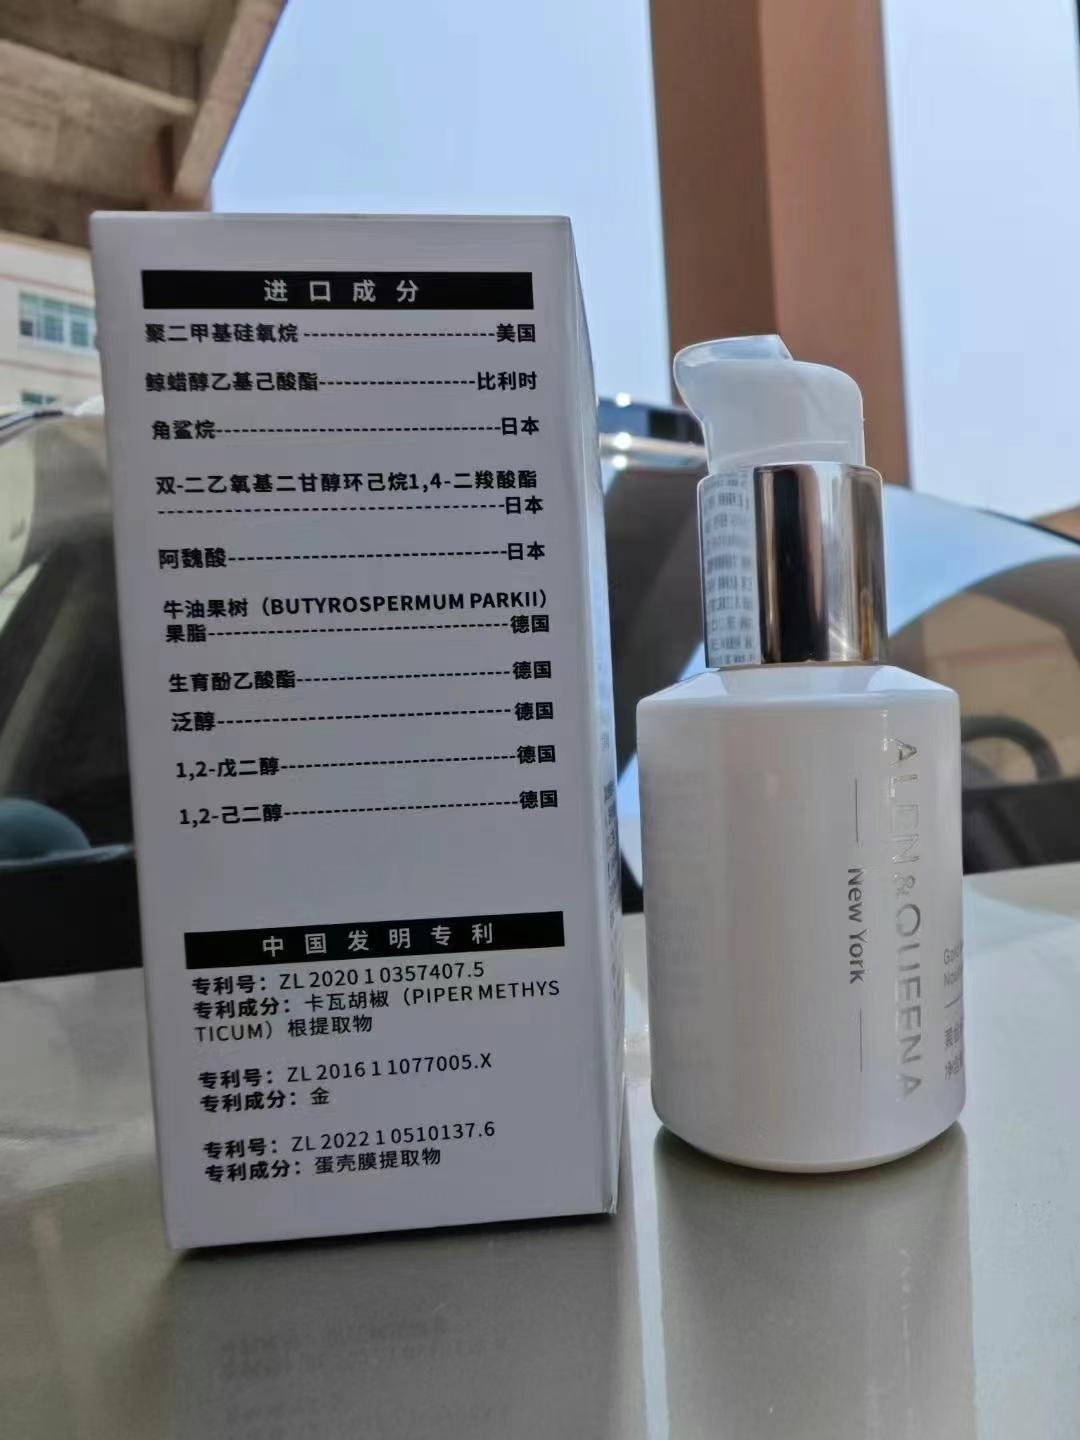 进口成分
聚二甲基硅氧烷----------------------美国
鲸蜡醇乙基己酸酯------------------比利时
角鲨烷--------------------------------日本
双-二乙氧基二甘醇环己烷1,4-二羧酸酯
----------------------------------------日本
阿魏酸--------------------------------日本
牛油果树（BUTYROSPERMUM PARKII）
果脂----------------------------------德国
生育酚乙酸酯------------------------德国
泛醇----------------------------------德国
1,2-戊二醇---------------------------德国
1,2-己二醇---------------------------德国
中国发明专利
专利号：ZL 2020 1 0357407.5
专利成分：卡瓦胡椒（PIPER METHYS
TICUM）根提取物
专利号：ZL 2016 1 1077005.X
专利成分：金
专利号：ZL 2022 1 0510137.6
专利成分：蛋壳膜提取物
ALEN&QUEENA
New York